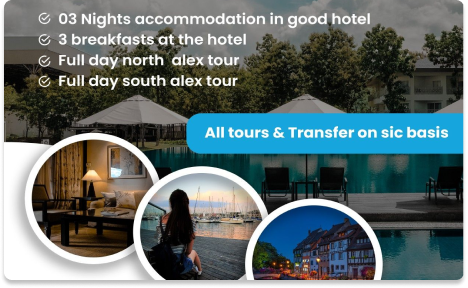 03 Nights accommodation in good hotel
3 breakfasts at the hotel
Full day north alex tour
Full day south alex tour
All tours & Transfer on sic basis